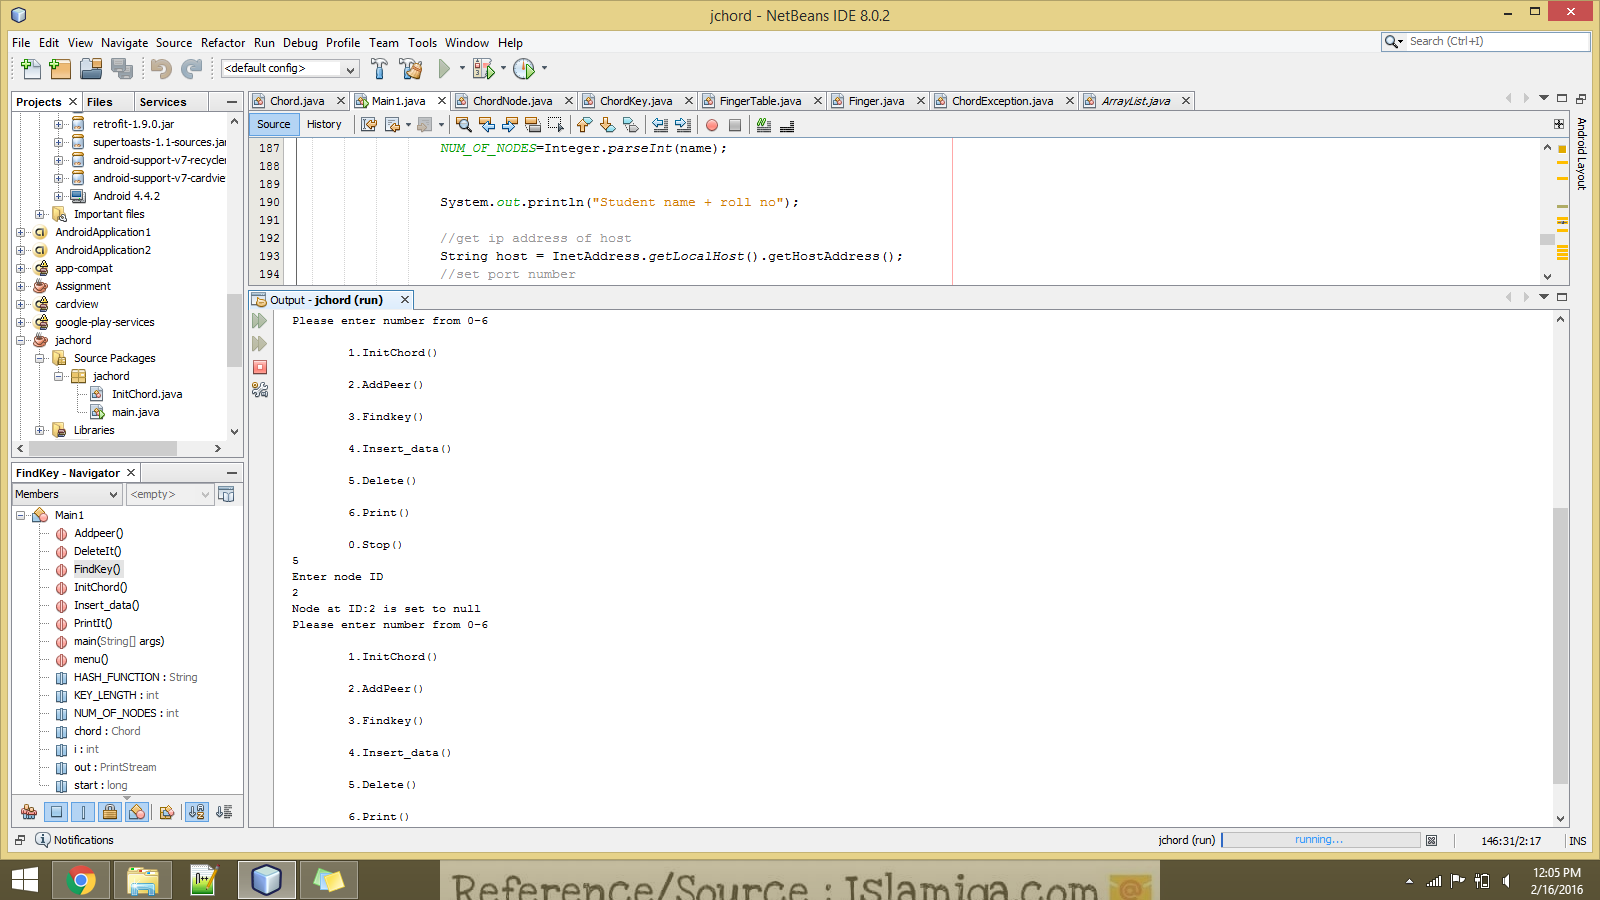 jchord - NetBeans IDE 8.0.2
File Edit View Navigate Source Refactor Run Debug Profile Team Tools Window Help
Search (Ctrl+I)
<default config>
Projects Files Services
Chord.java Main1.java ChordNode.java ChordKey.java FingerTable.java Finger.java ChordException.java ArrayList.java
Source History
retrofit-1.9.0.jar
supertoasts-1.1-sources.jar
android-support-v7-recycler
android-support-v7-cardvie
Android 4.4.2
Important files
AndroidApplication1
AndroidApplication2
app-compat
Assignment
cardview
google-play-services
jachord
Source Packages
jachord
InitChord.java
main.java
Libraries
187 NUM_OF_NODES=Integer.parseInt(name);
188
189
190 System.out.println("Student name + roll no");
191
192 //get ip address of host
193 String host = InetAddress.getLocalHost().getHostAddress();
194 //set port number
Android Layout
Output - jchord (run)
Please enter number from 0-6
1.InitChord()
2.AddPeer()
3.Findkey()
4.Insert_data()
5.Delete()
6.Print()
0.Stop()
5
Enter node ID
2
Node at ID:2 is set to null
Please enter number from 0-6
1.InitChord()
2.AddPeer()
3.Findkey()
4.Insert_data()
5.Delete()
6.Print()
FindKey - Navigator
Members <empty>
Main1
Addpeer()
DeleteIt()
FindKey()
InitChord()
Insert_data()
PrintIt()
main(String[] args)
menu()
HASH_FUNCTION : String
KEY_LENGTH : int
NUM_OF_NODES : int
chord : Chord
i : int
out : PrintStream
start : long
Notifications
jchord (run) running... 146:31/2:17 INS
Reference/Source : Islamiqa.com
12:05 PM
2/16/2016